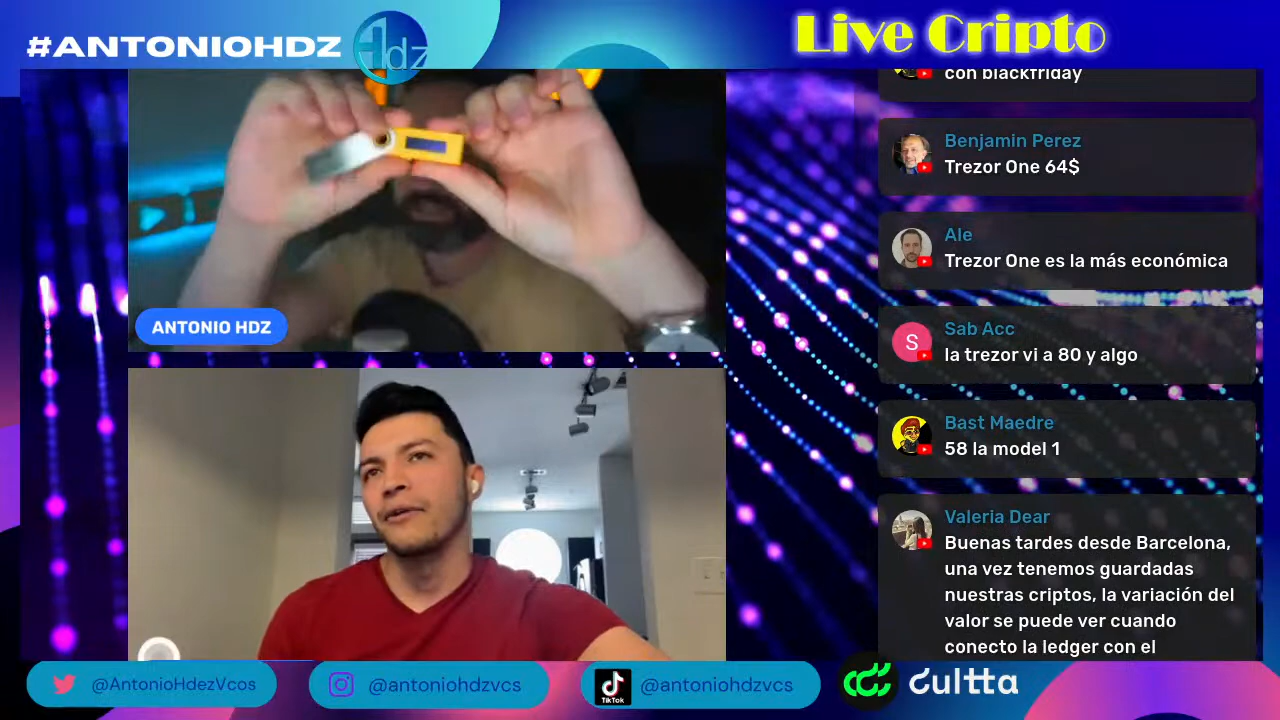 #ANTONIOHDZ
Hdz
Live Cripto
con blackfriday
Benjamin Perez
Trezor One 64$
Ale
Trezor One es la más económica
Sab Acc
S
la trezor vi a 80 y algo
Bast Maedre
58 la model 1
Valeria Dear
Buenas tardes desde Barcelona,
una vez tenemos guardadas
nuestras criptos, la variación del
valor se puede ver cuando
conecto la ledger con el
ANTONIO HDZ
@AntonioHdezVcos
@antoniohdzvcs
TikTok
@antoniohdzvcs
Cultta